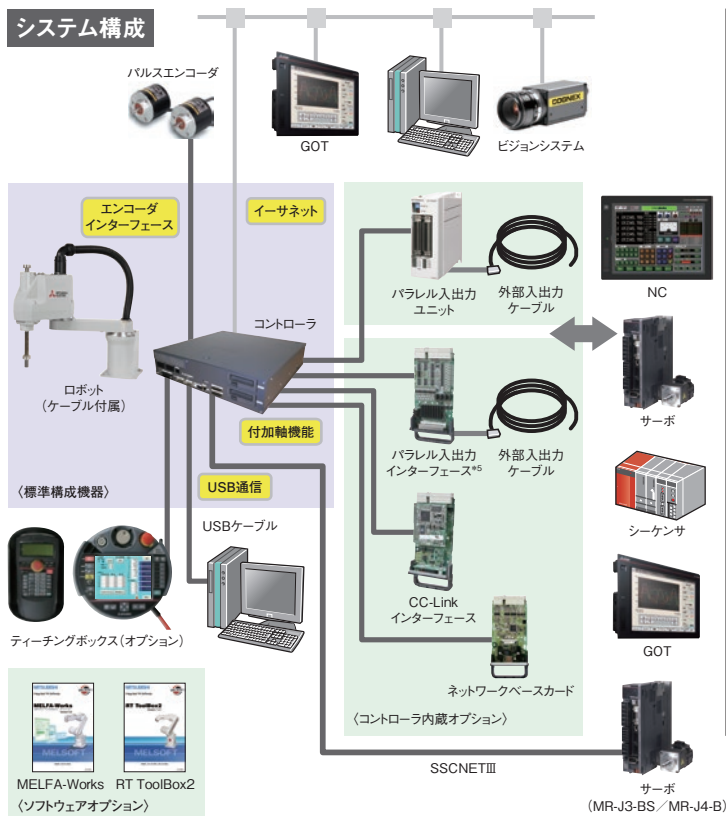 システム構成
パルスエンコーダ
GOT
COGNEX
ビジョンシステム
エンコーダ
インターフェース
イーサネット
パラレル入出力
ユニット
外部入出力
ケーブル
NC
コントローラ
ロボット
(ケーブル付属)
付加軸機能
パラレル入出力
インターフェース*5
外部入出力
ケーブル
サーボ
〈標準構成機器〉
USB通信
USBケーブル
シーケンサ
CC-Link
インターフェース
ティーチングボックス(オプション)
GOT
ネットワークベースカード
〈コントローラ内蔵オプション〉
MELFA-Works
MELSOFT
RT ToolBox2
MELSOFT
SSCNETⅢ
MELFA-Works
RT ToolBox2
〈ソフトウェアオプション〉
サーボ
(MR-J3-BS／MR-J4-B)